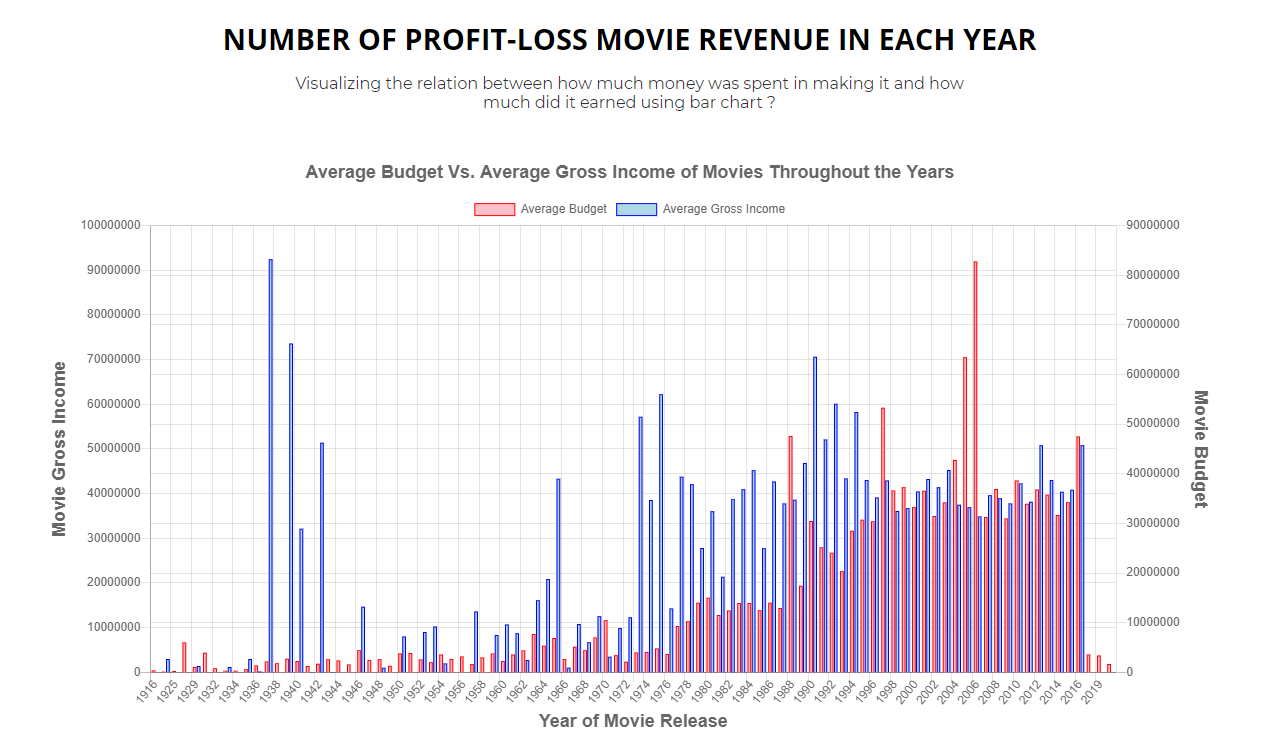 NUMBER OF PROFIT-LOSS MOVIE REVENUE IN EACH YEAR
Visualizing the relation between how much money was spent in making it and how
much did it earned using bar chart ?
Average Budget Vs. Average Gross Income of Movies Throughout the Years
Average Budget
Average Gross Income
Movie Gross Income
100000000
90000000
80000000
70000000
60000000
50000000
40000000
30000000
20000000
10000000
0
90000000
80000000
70000000
60000000
50000000
40000000
30000000
20000000
10000000
0
Movie Budget
1916 1925 1929 1932 1934 1936 1938 1940 1942 1944 1946 1948 1950 1952 1954 1956 1958 1960 1962 1964 1966 1968 1970 1972 1974 1976 1978 1980 1982 1984 1986 1988 1990 1992 1994 1996 1998 2000 2002 2004 2006 2008 2010 2012 2014 2016 2019
Year of Movie Release